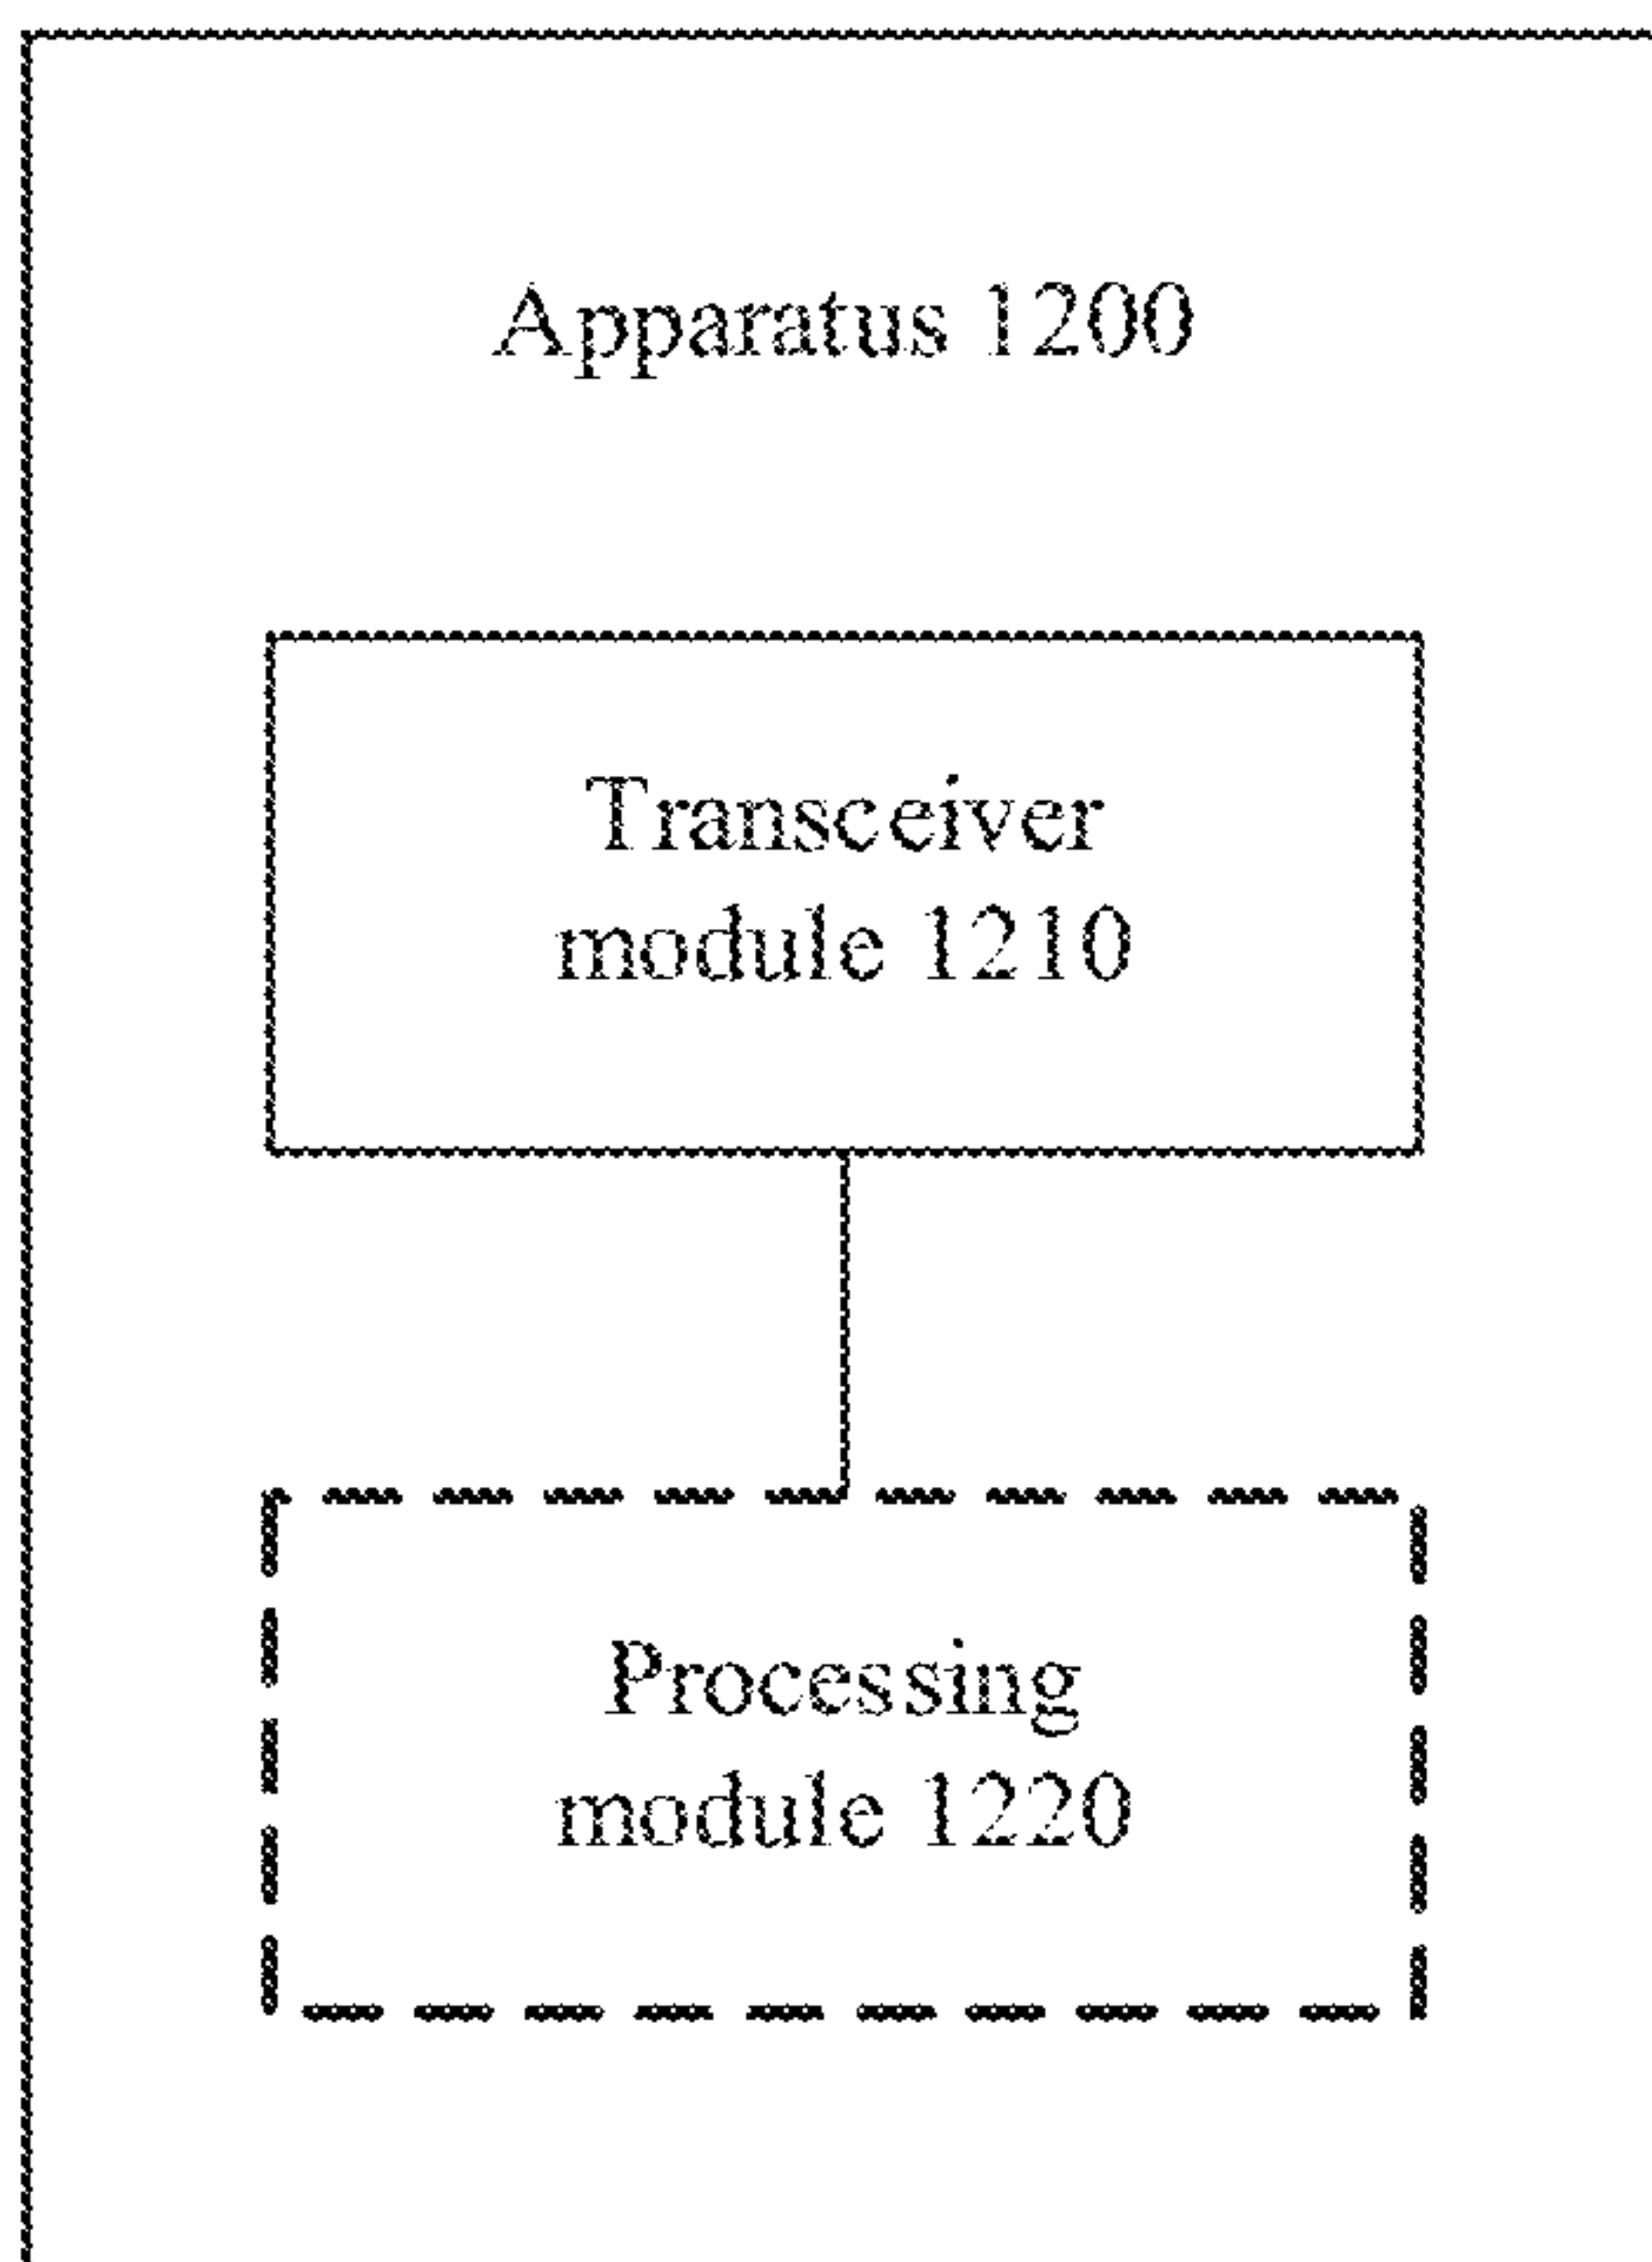 Apparatus 1200
Transceiver
module 1210
Processing
module 1220